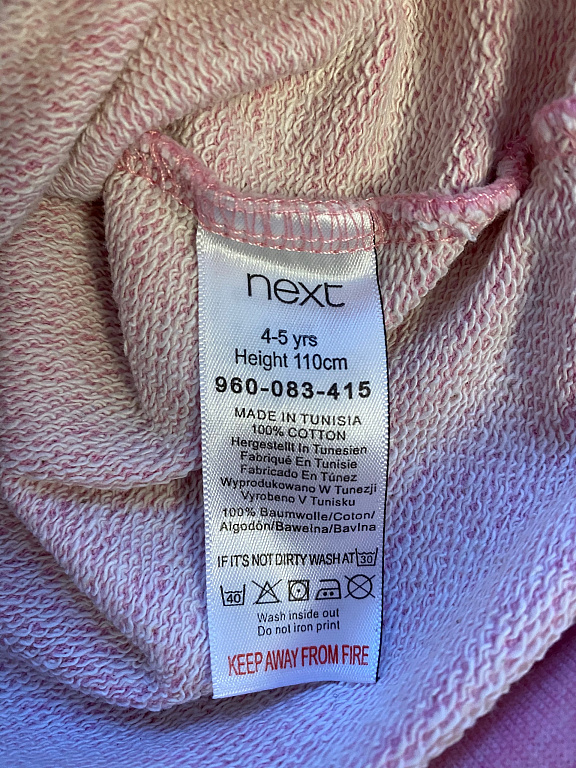 next
4-5 yrs
Height 110cm
960-083-415
MADE IN TUNISIA
100% COTTON
Hergestellt In Tunesien
Fabriqué En Tunisie
Fabricado En Túnez
Wyprodukowano W Tunezji
Vyrobeno V Tunisku
100% Baumwolle/Coton/
Algodón/Bawełna/Bavlna
IF IT'S NOT DIRTY WASH AT 30
40
Wash inside out
Do not iron print
KEEP AWAY FROM FIRE